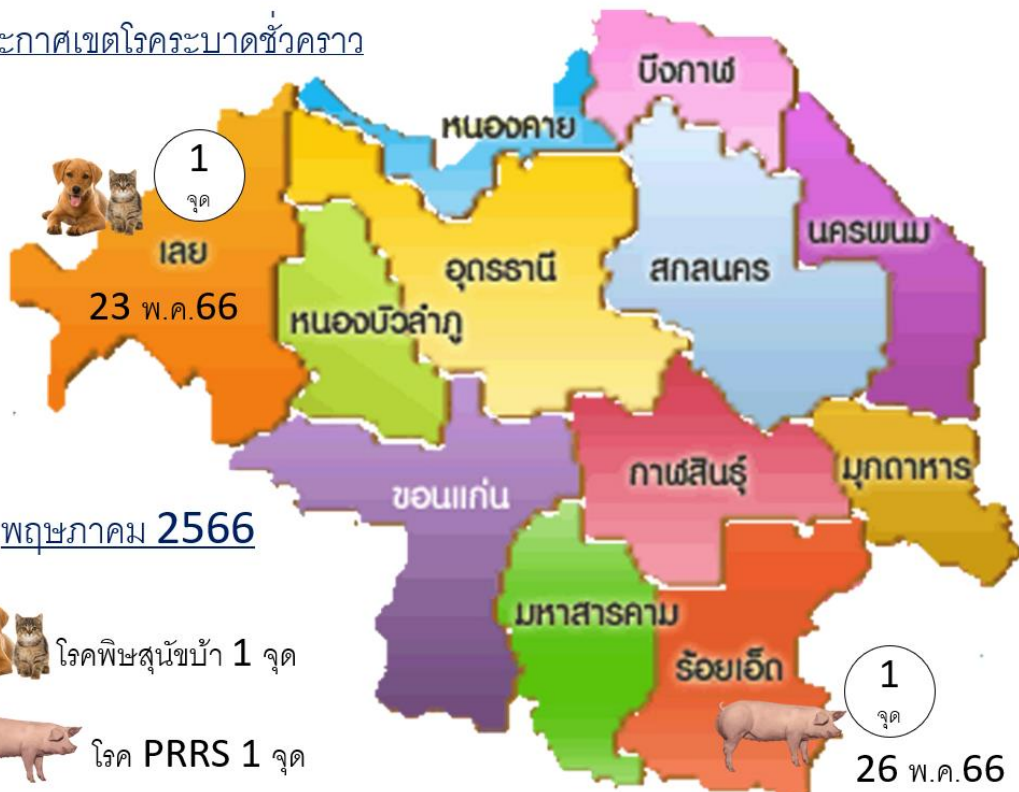 ะกาศเขตโรคระบาดชั่วคราว
บึงกาฬ
หนองคาย
1
จุด
นครพนม
เลย
อุดรธานี
สกลนคร
23 พ.ค.66
หนองบัวลำภู
กาฬสินธุ์
มุกดาหาร
ขอนแก่น
พฤษภาคม 2566
มหาสารคาม
โรคพิษสุนัขบ้า 1 จุด
ร้อยเอ็ด
1
จุด
โรค PRRS 1 จุด
26 พ.ค.66